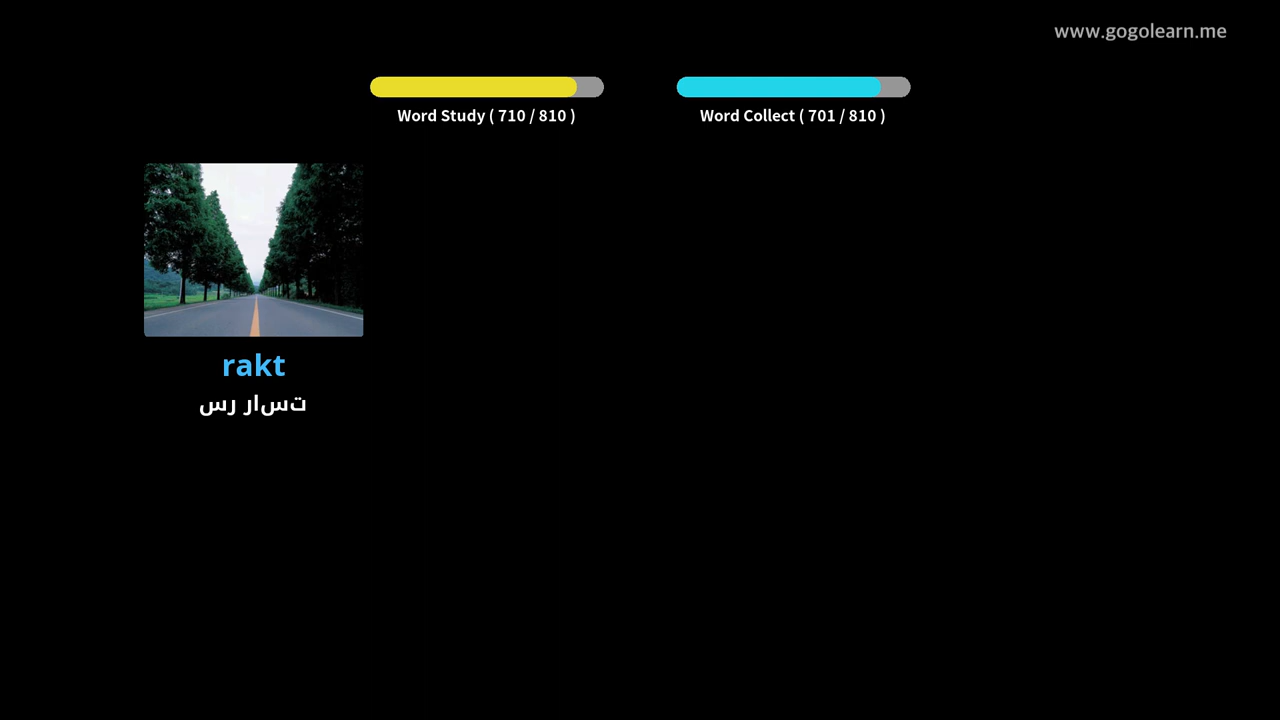 www.gogolearn.me
Word Study ( 710 / 810 )
Word Collect ( 701 / 810 )
rakt
تسار رس